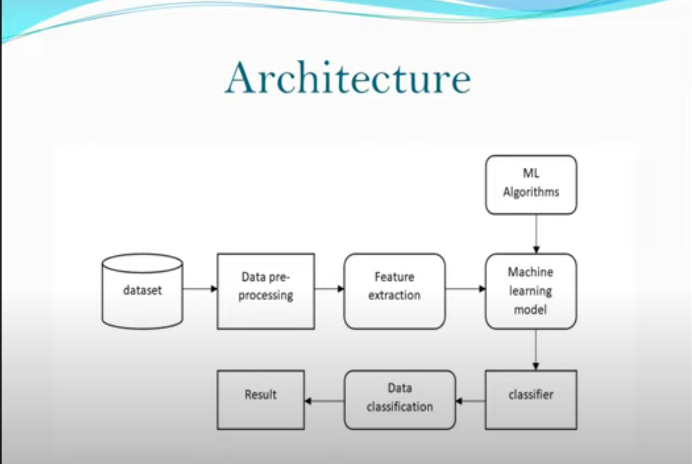 Architecture
ML
Algorithms
dataset
Data pre-
processing
Feature
extraction
Machine
learning
model
Result
Data
classification
classifier